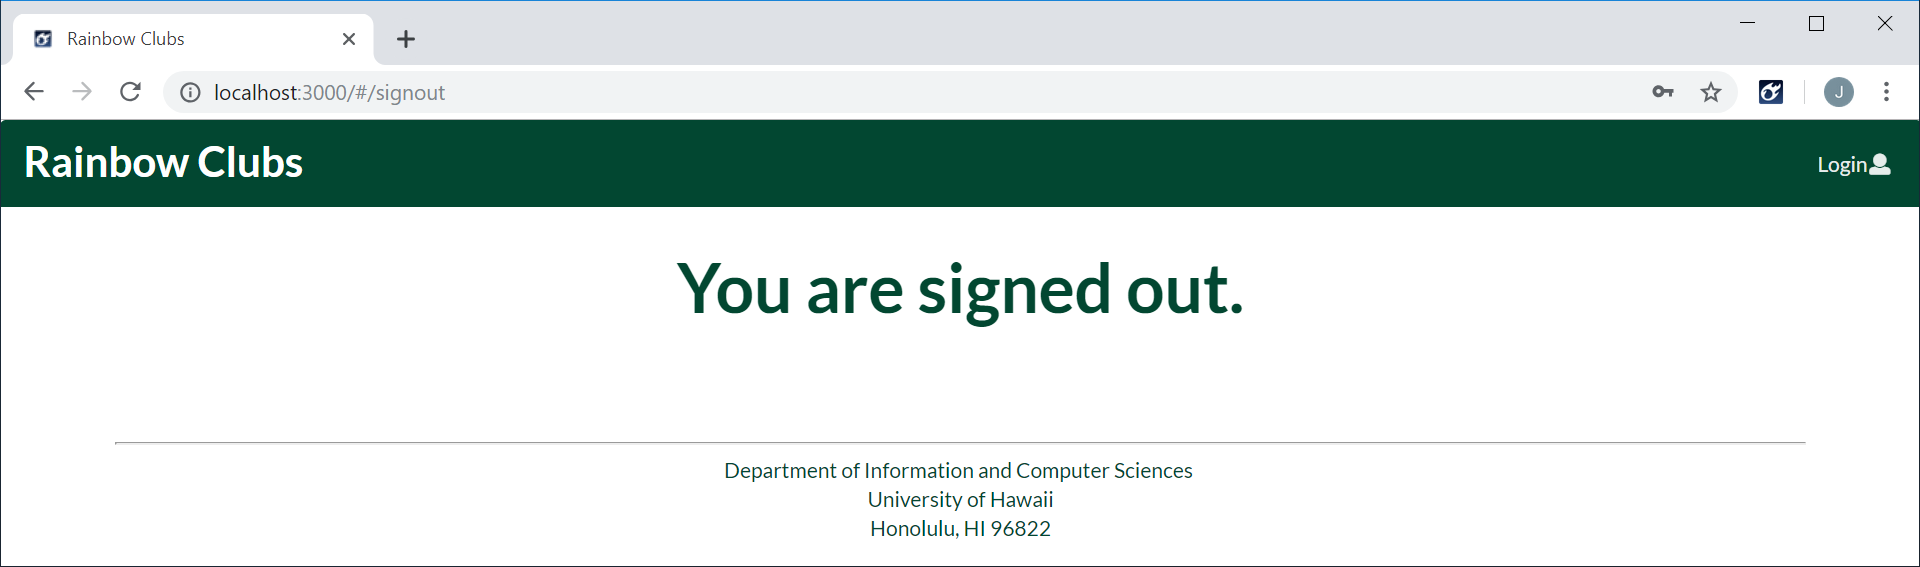 Rainbow Clubs
localhost:3000/#/signout
J
Rainbow Clubs
Login
You are signed out.
Department of Information and Computer Sciences
University of Hawaii
Honolulu, HI 96822